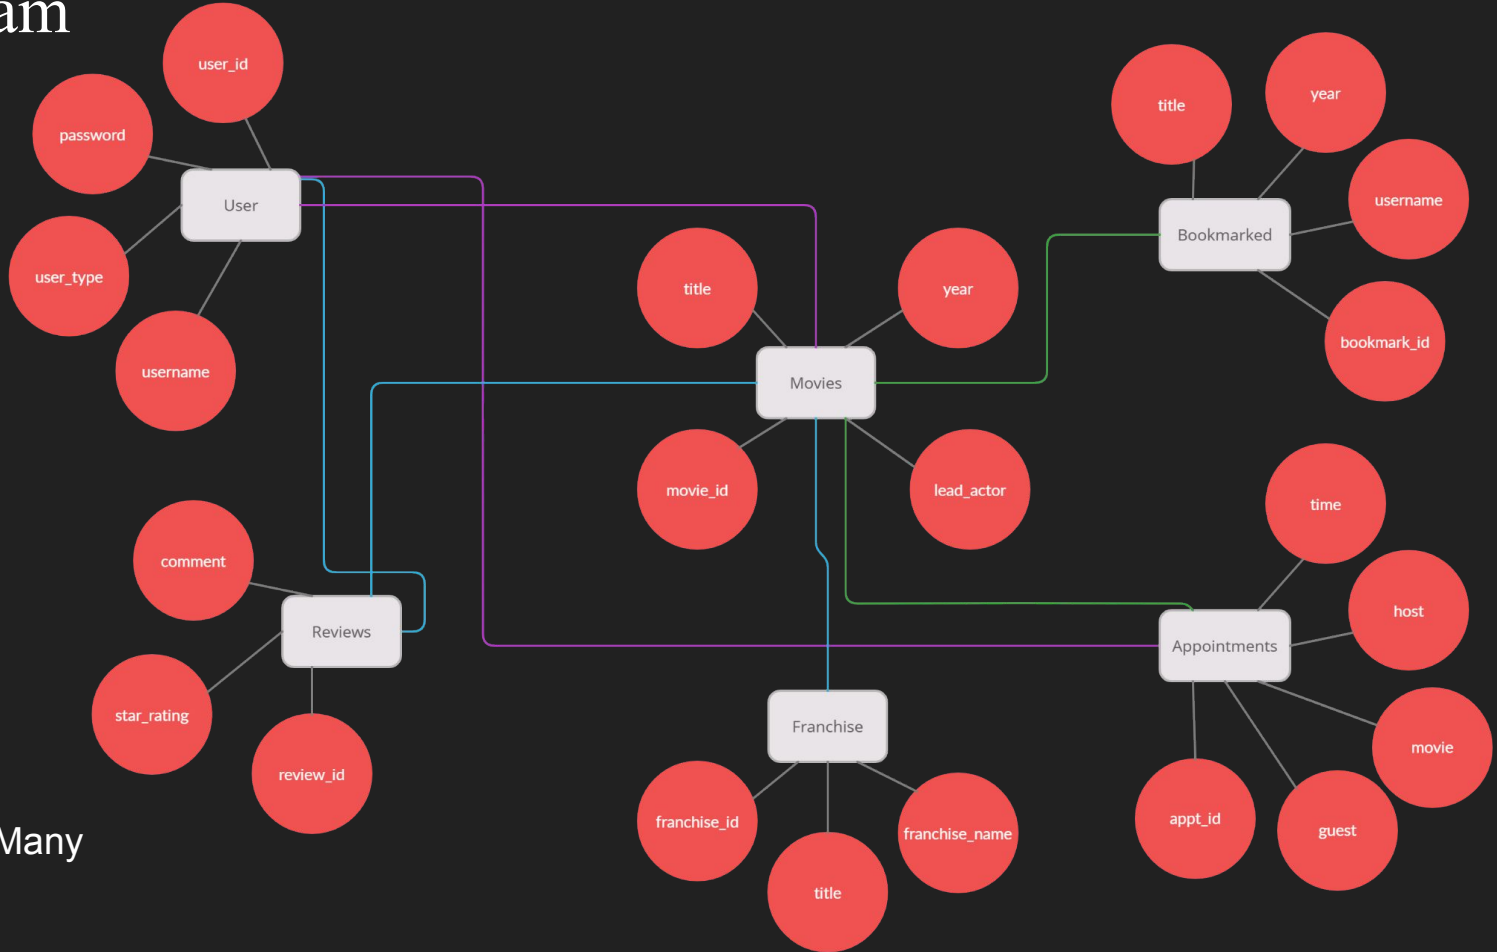 am
user_id
password
User
user_type
username
title
year
Bookmarked
username
bookmark_id
title
year
Movies
movie_id
lead_actor
comment
Reviews
star_rating
review_id
time
host
Appointments
movie
appt_id
guest
Franchise
franchise_id
franchise_name
title
Many